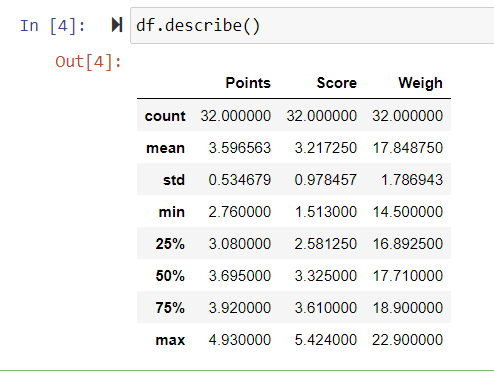 In [4]: df.describe()
Out[4]:
Points Score Weigh
count 32.000000 32.000000 32.000000
mean 3.596563 3.217250 17.848750
std 0.534679 0.978457 1.786943
min 2.760000 1.513000 14.500000
25% 3.080000 2.581250 16.892500
50% 3.695000 3.325000 17.710000
75% 3.920000 3.610000 18.900000
max 4.930000 5.424000 22.900000